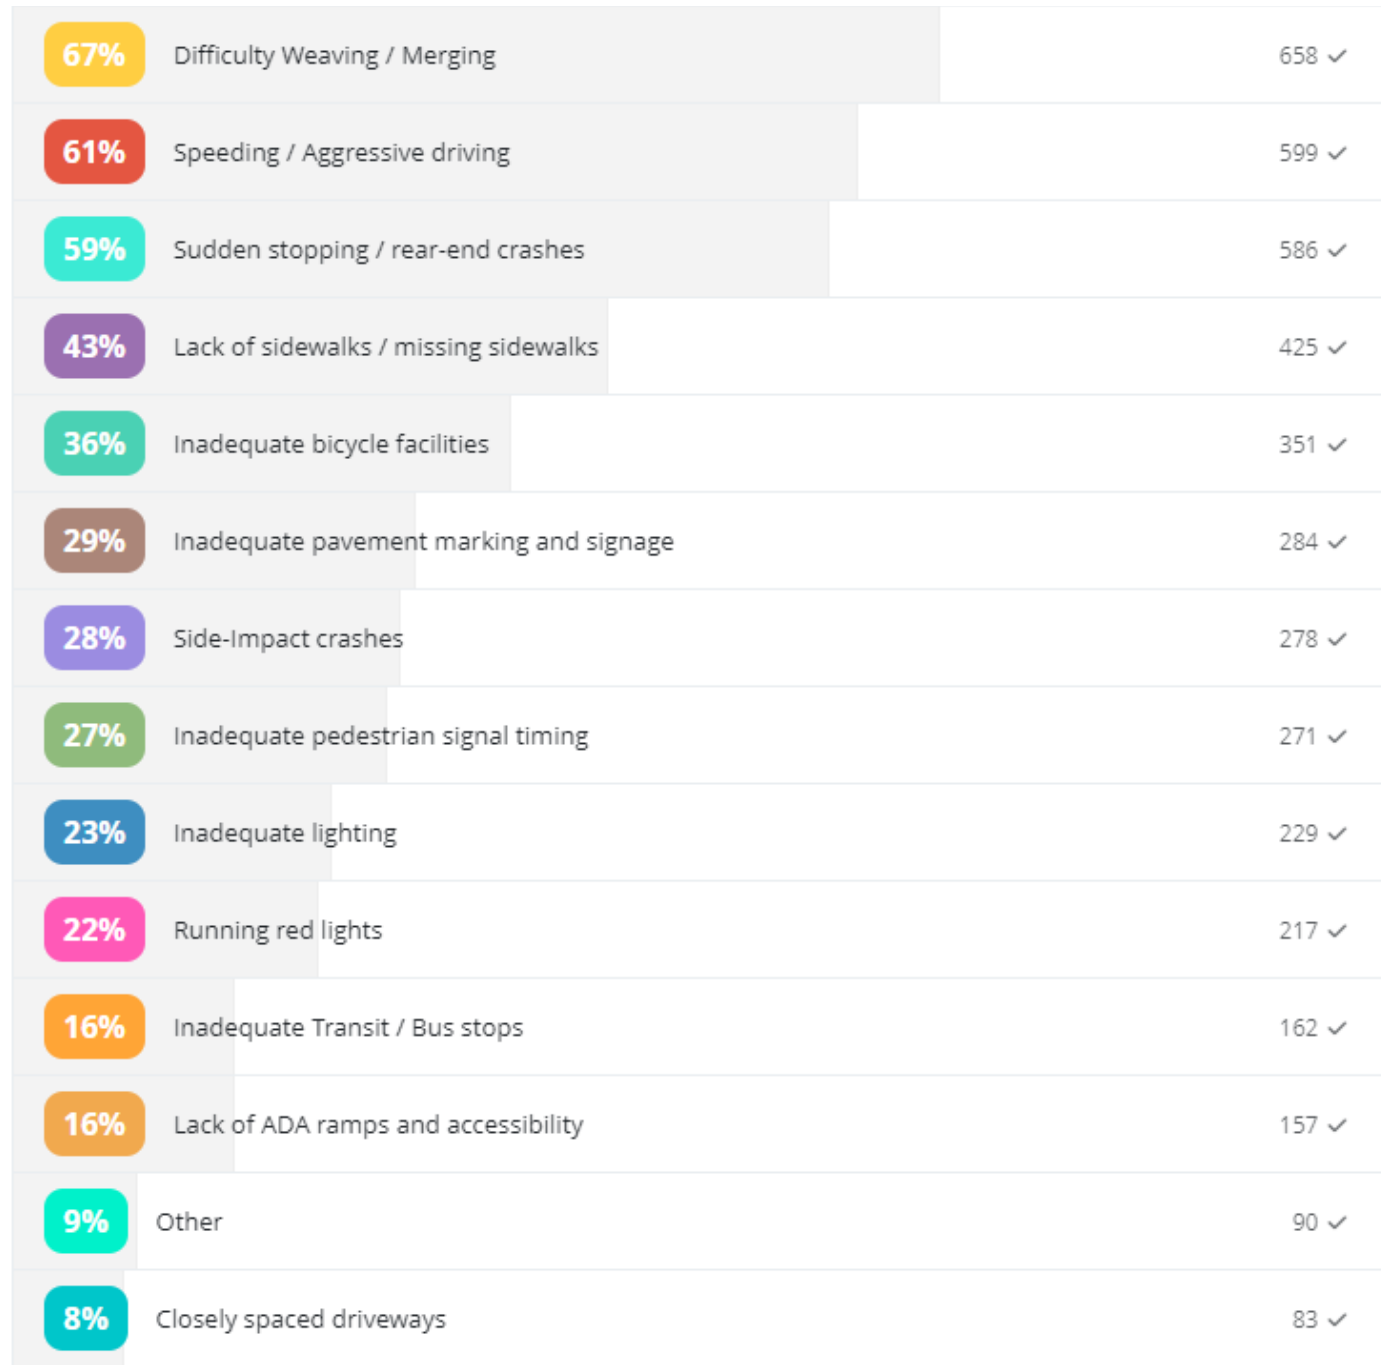 67% Difficulty Weaving / Merging 658
61% Speeding / Aggressive driving 599
59% Sudden stopping / rear-end crashes 586
43% Lack of sidewalks / missing sidewalks 425
36% Inadequate bicycle facilities 351
29% Inadequate pavement marking and signage 284
28% Side-Impact crashes 278
27% Inadequate pedestrian signal timing 271
23% Inadequate lighting 229
22% Running red lights 217
16% Inadequate Transit / Bus stops 162
16% Lack of ADA ramps and accessibility 157
9% Other 90
8% Closely spaced driveways 83